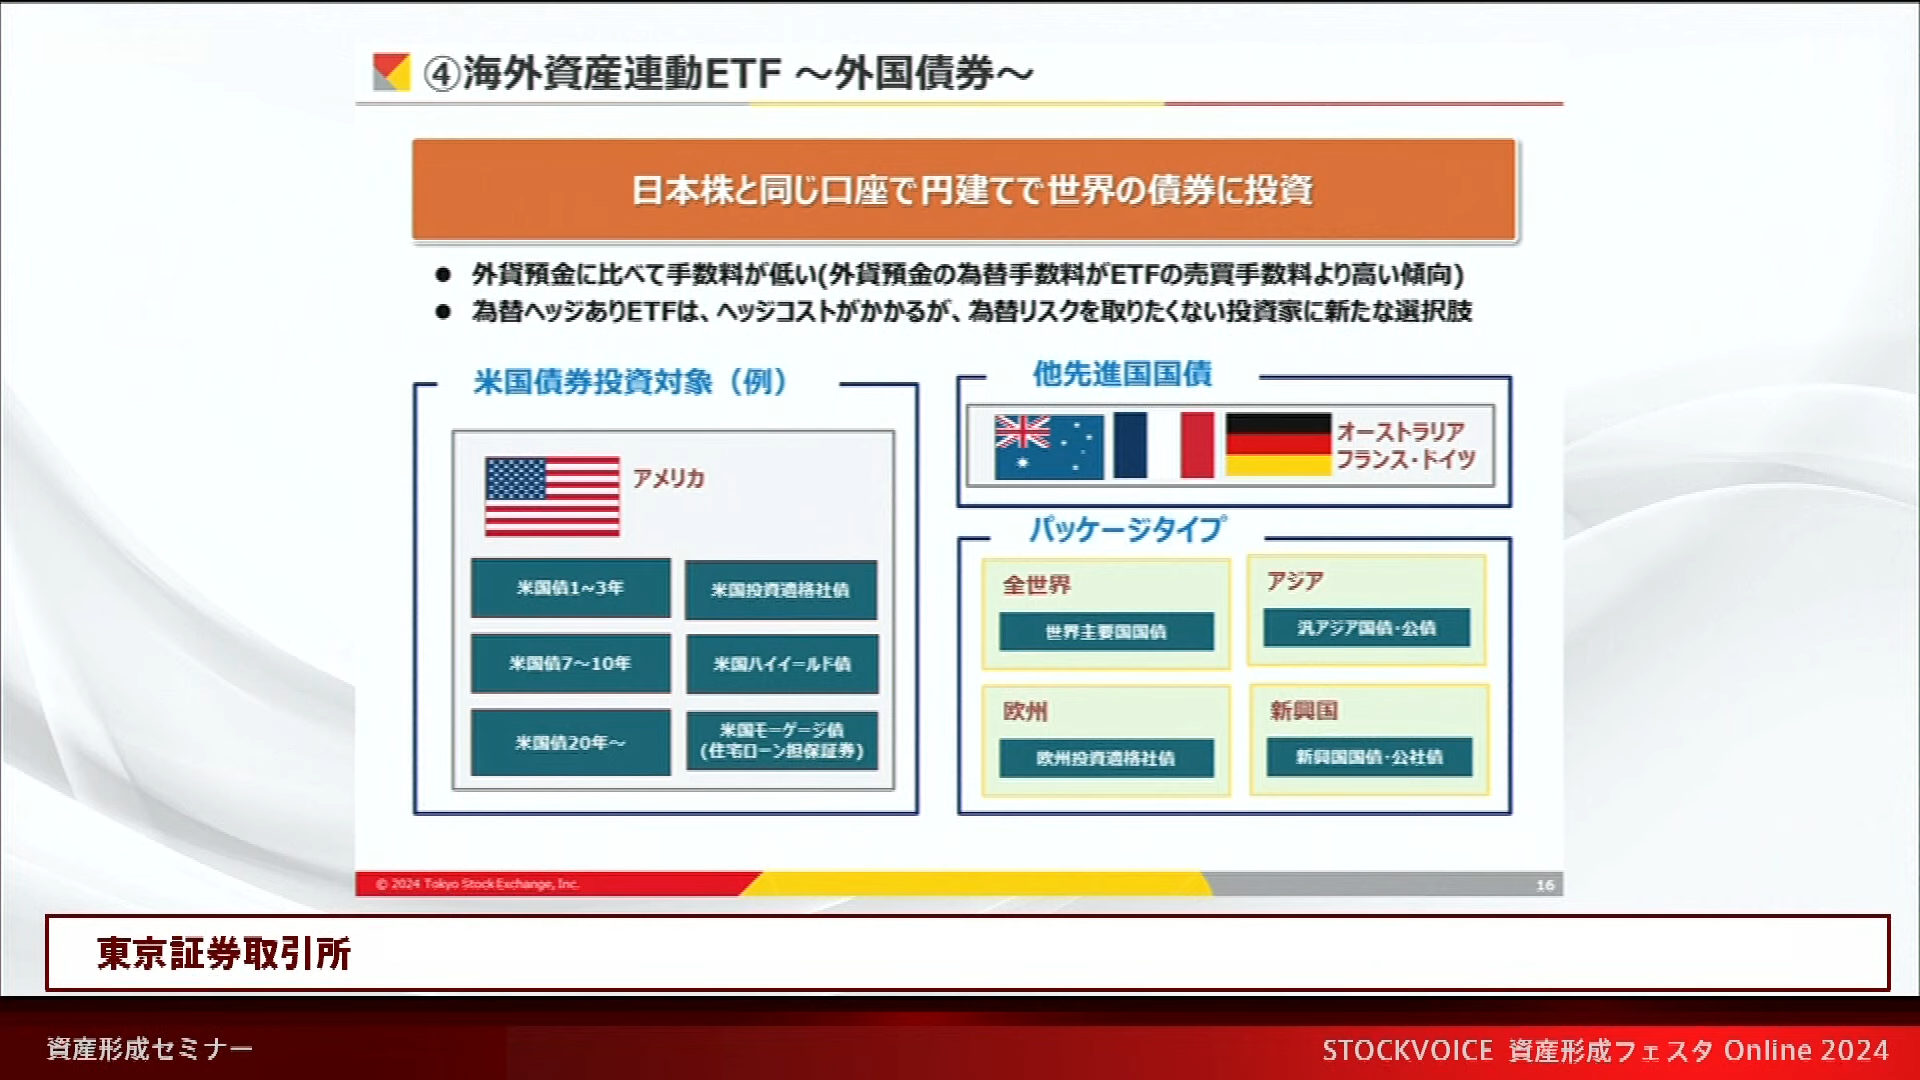 ④海外資産連動ETF ～外国債券～
日本株と同じ口座で円建てで世界の債券に投資
● 外貨預金に比べて手数料が低い(外貨預金の為替手数料がETFの売買手数料より高い傾向)
● 為替ヘッジありETFは、ヘッジコストがかかるが、為替リスクを取りたくない投資家に新たな選択肢
米国債券投資対象（例）
アメリカ
米国債1~3年
米国投資適格社債
米国債7～10年
米国ハイイールド債
米国債20年～
米国モーゲージ債
(住宅ローン担保証券)
他先進国国債
オーストラリア
フランス・ドイツ
パッケージタイプ
全世界
世界主要国国債
アジア
汎アジア国債・公債
欧州
欧州投資適格社債
新興国
新興国国債・公社債
© 2024 Tokyo Stock Exchange, Inc.
16
東京証券取引所
資産形成セミナー
STOCKVOICE 資産形成フェスタ Online 2024